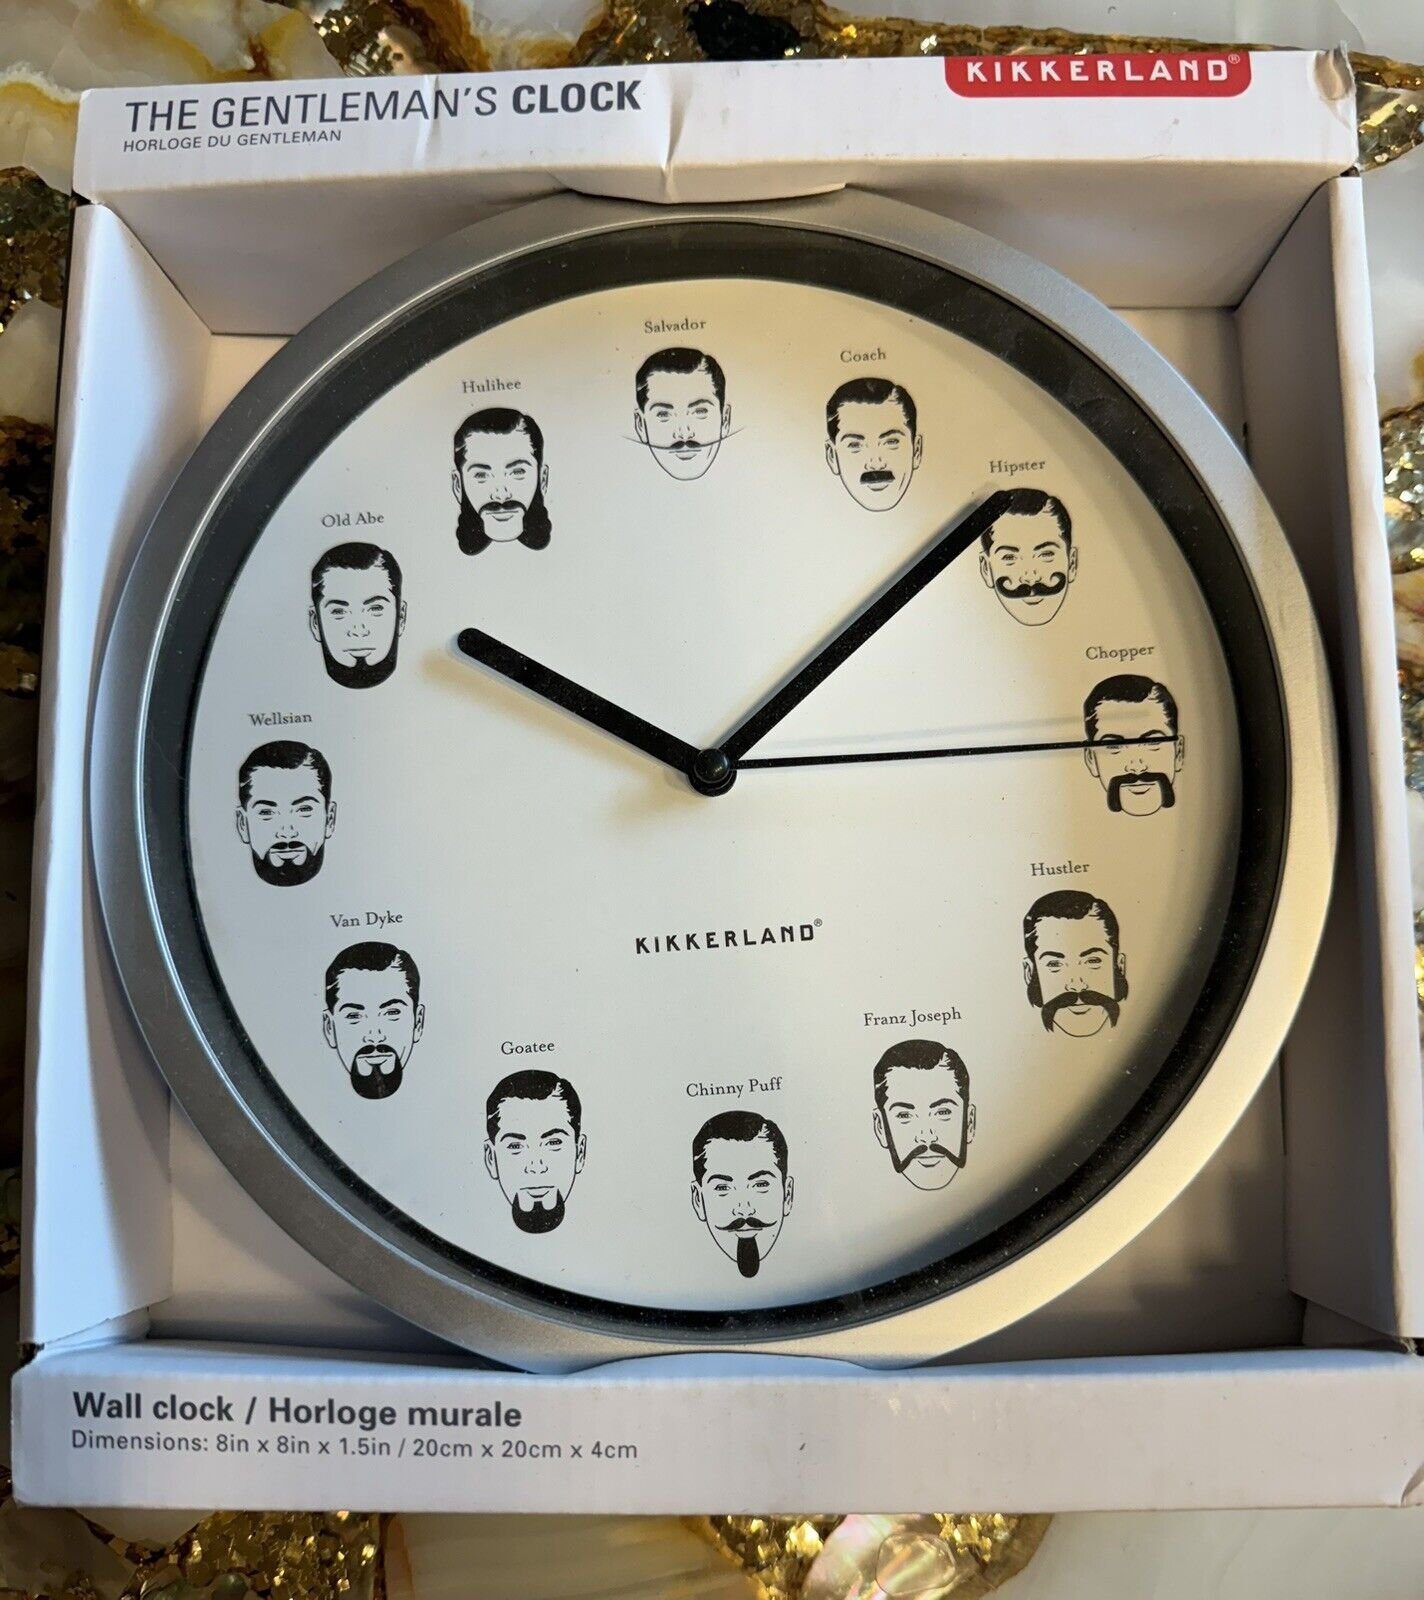 THE GENTLEMAN'S CLOCK
HORLOGE DU GENTLEMAN
KIKKERLAND®
Salvador
Coach
Hipster
Chopper
Hustler
Franz Joseph
Chinny Puff
Goatee
Van Dyke
Wellsian
Old Abe
Hulihee
KIKKERLAND®
Wall clock / Horloge murale
Dimensions: 8in x 8in x 1.5in / 20cm x 20cm x 4cm